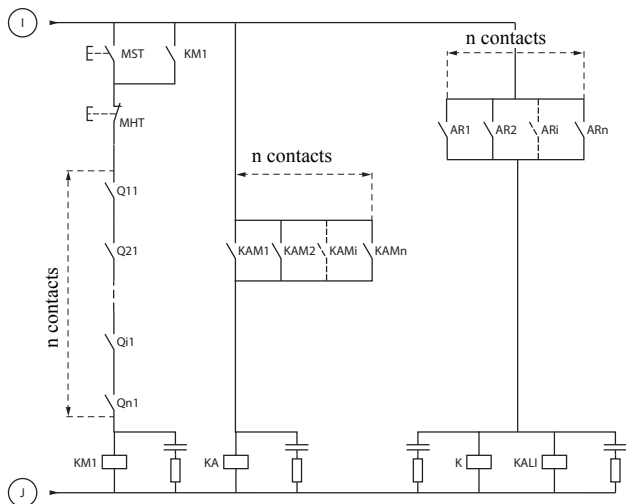 I
MST
KM1
n contacts
AR1
AR2
ARi
ARn
MHT
n contacts
Q11
n contacts
Q21
KAM1
KAM2
KAMi
KAMn
Qi1
Qn1
KM1
KA
K
KALI
J